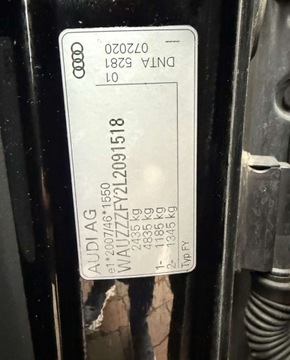 AUDI AG
e1*2007/46*1550
WAUZZZFY2L2091518
2435 kg
4835 kg
1- 1185 kg
2- 1345 kg
Typ FY
01
DNTA 5281
072020